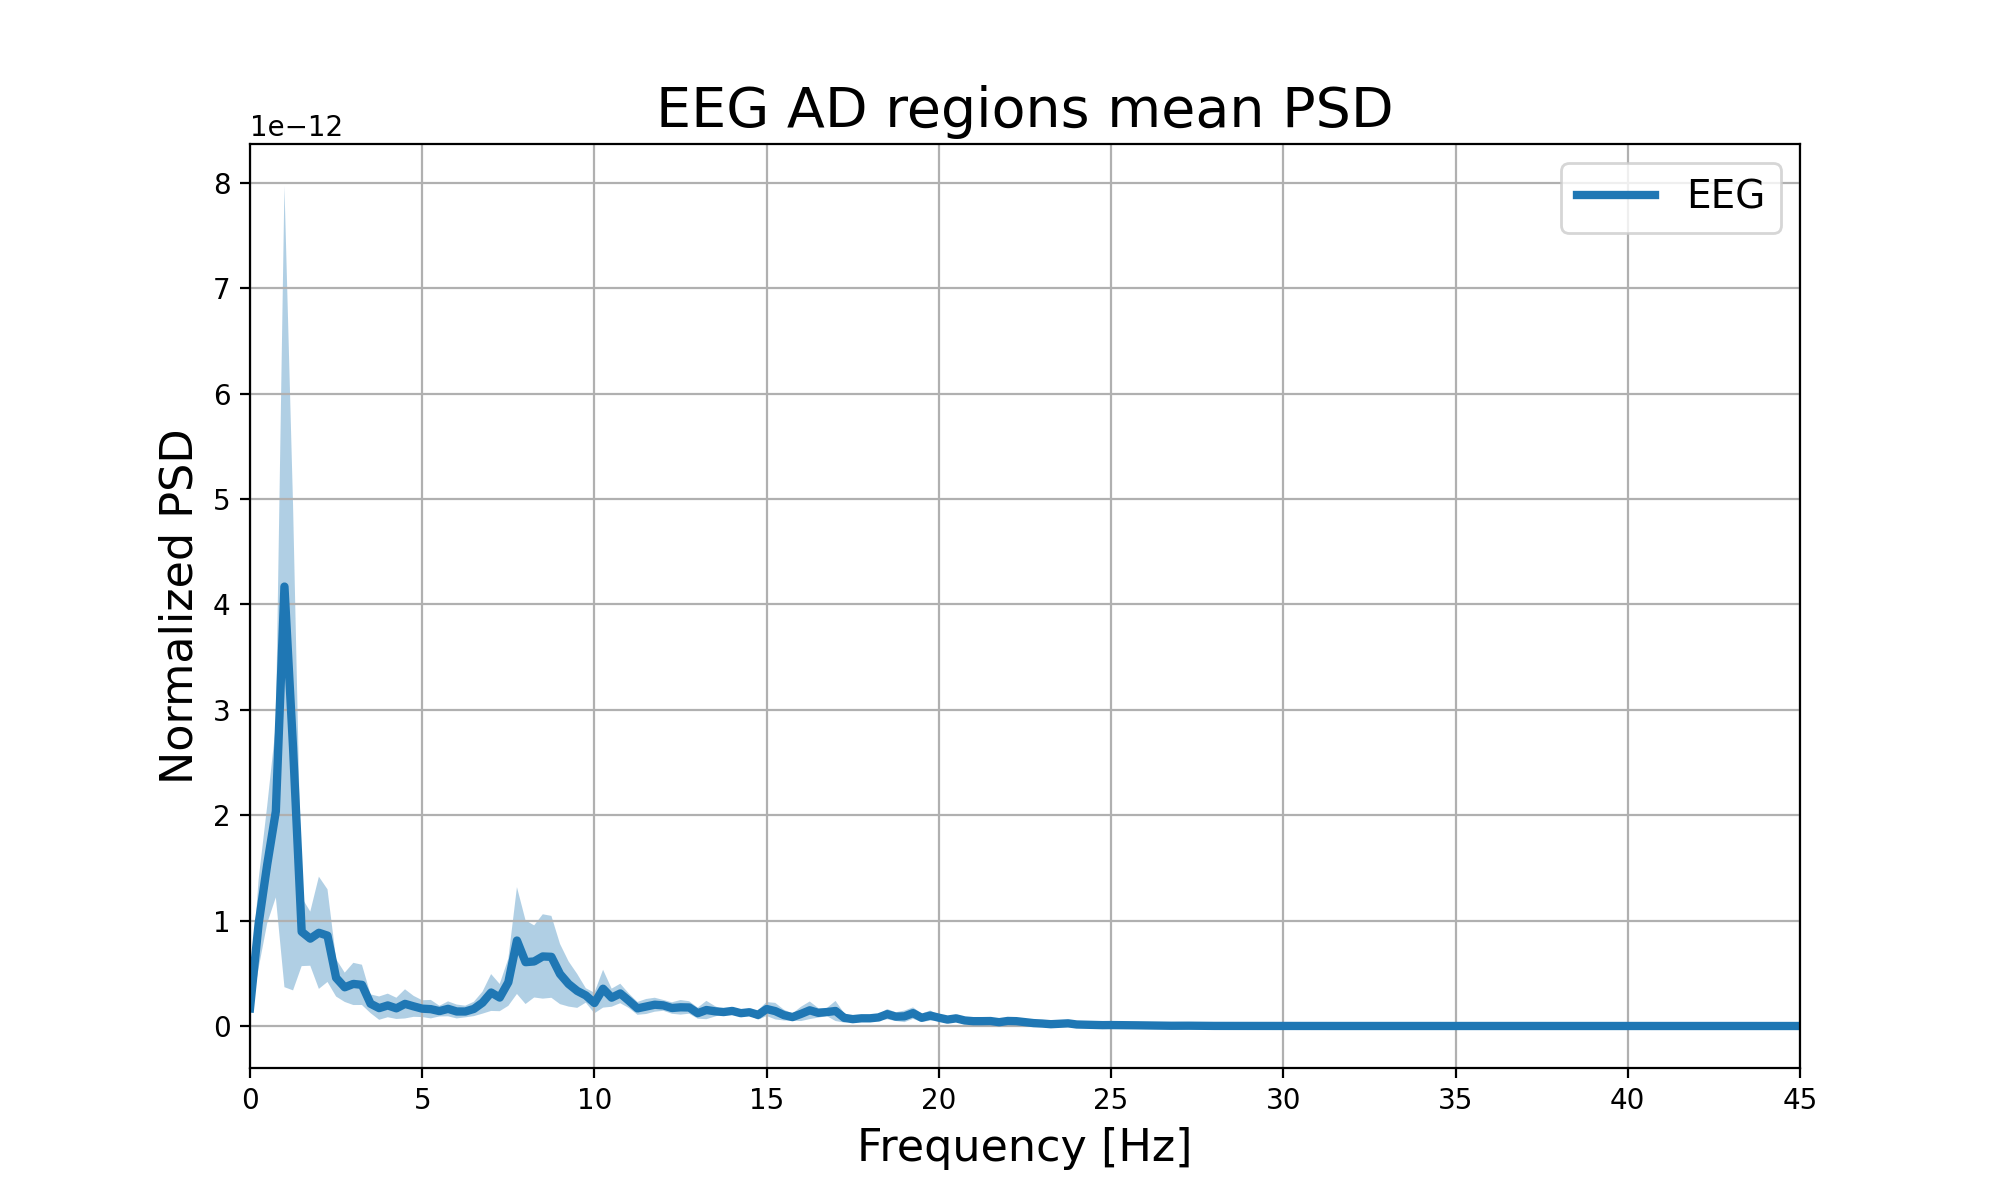 EEG AD regions mean PSD
1e−12
EEG
8
7
6
5
4
3
2
1
0
Normalized PSD
0 5 10 15 20 25 30 35 40 45
Frequency [Hz]